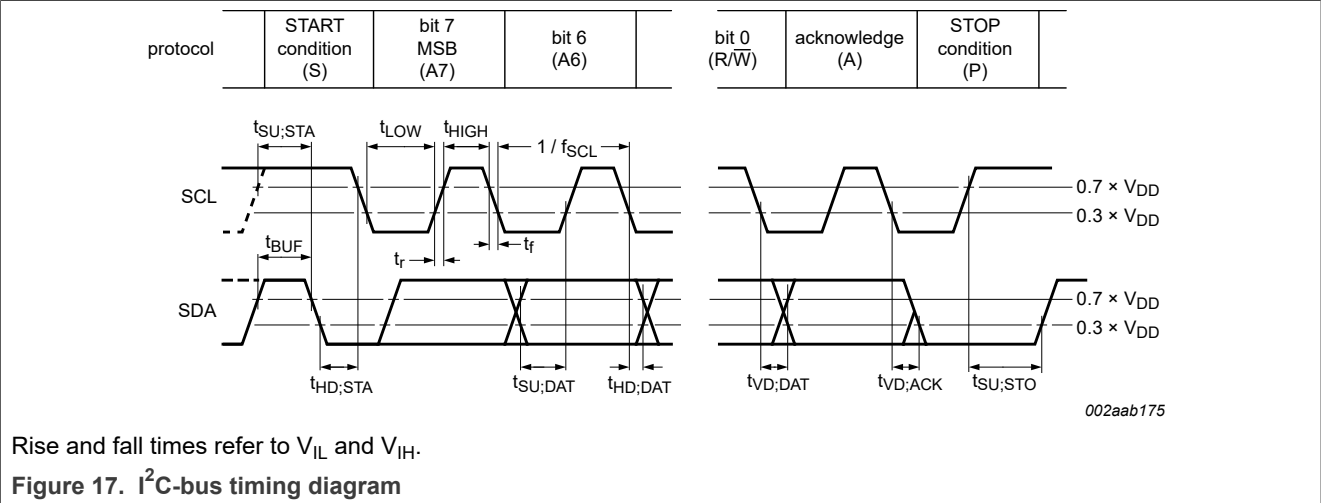 protocol
START
condition
(S)
bit 7
MSB
(A7)
bit 6
(A6)
bit 0
(R/W̅)
acknowledge
(A)
STOP
condition
(P)
tSU;STA
tLOW
tHIGH
1 / fSCL
SCL
0.7 × VDD
0.3 × VDD
tBUF
tr
tf
SDA
0.7 × VDD
0.3 × VDD
tHD;STA
tSU;DAT
tHD;DAT
tVD;DAT
tVD;ACK
tSU;STO
002aab175
Rise and fall times refer to VIL and VIH.
Figure 17. I²C-bus timing diagram